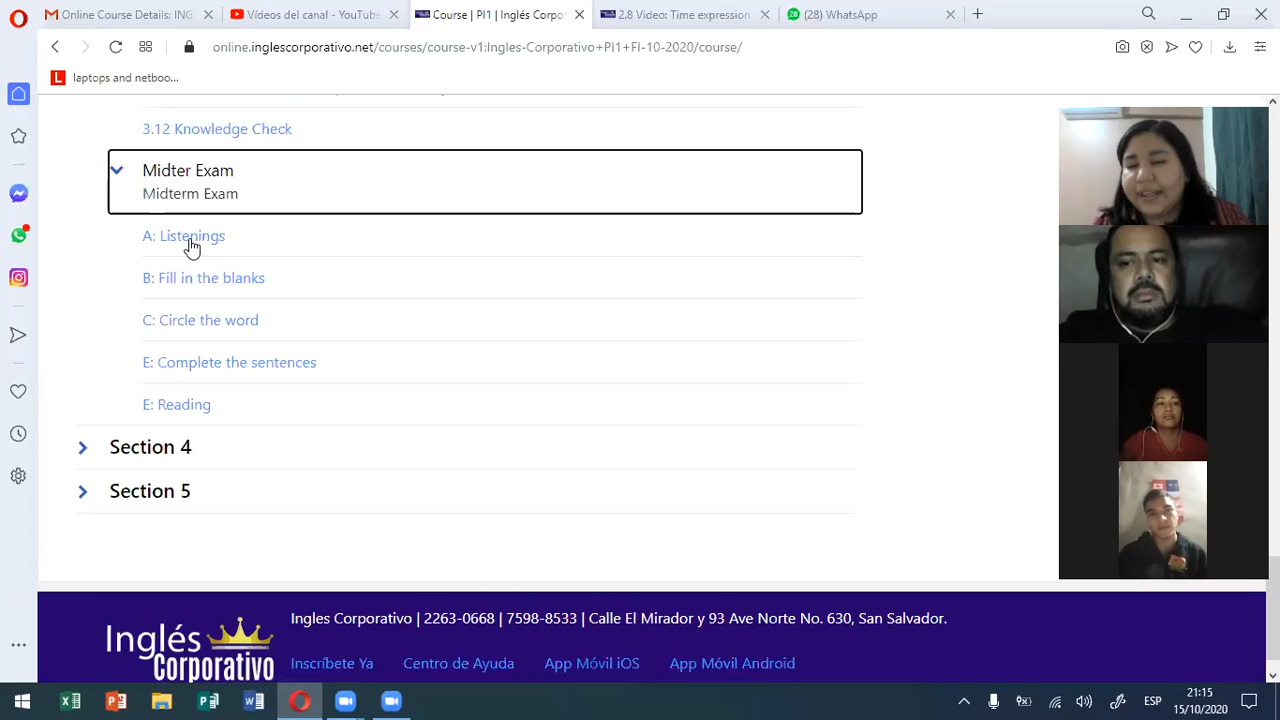 Online Course Details: ING
Vídeos del canal - YouTube
Course | PI1 | Inglés Corpo
2.8 Video: Time expression
(28) WhatsApp
online.inglescorporativo.net/courses/course-v1:Ingles-Corporativo+PI1+FI-10-2020/course/
L laptops and netboo...
3.12 Knowledge Check
Midter Exam
Midterm Exam
A: Listenings
B: Fill in the blanks
C: Circle the word
E: Complete the sentences
E: Reading
Section 4
Section 5
Inglés
Corporativo
Ingles Corporativo | 2263-0668 | 7598-8533 | Calle El Mirador y 93 Ave Norte No. 630, San Salvador.
Inscríbete Ya
Centro de Ayuda
App Móvil iOS
App Móvil Android
ESP
21:15
15/10/2020